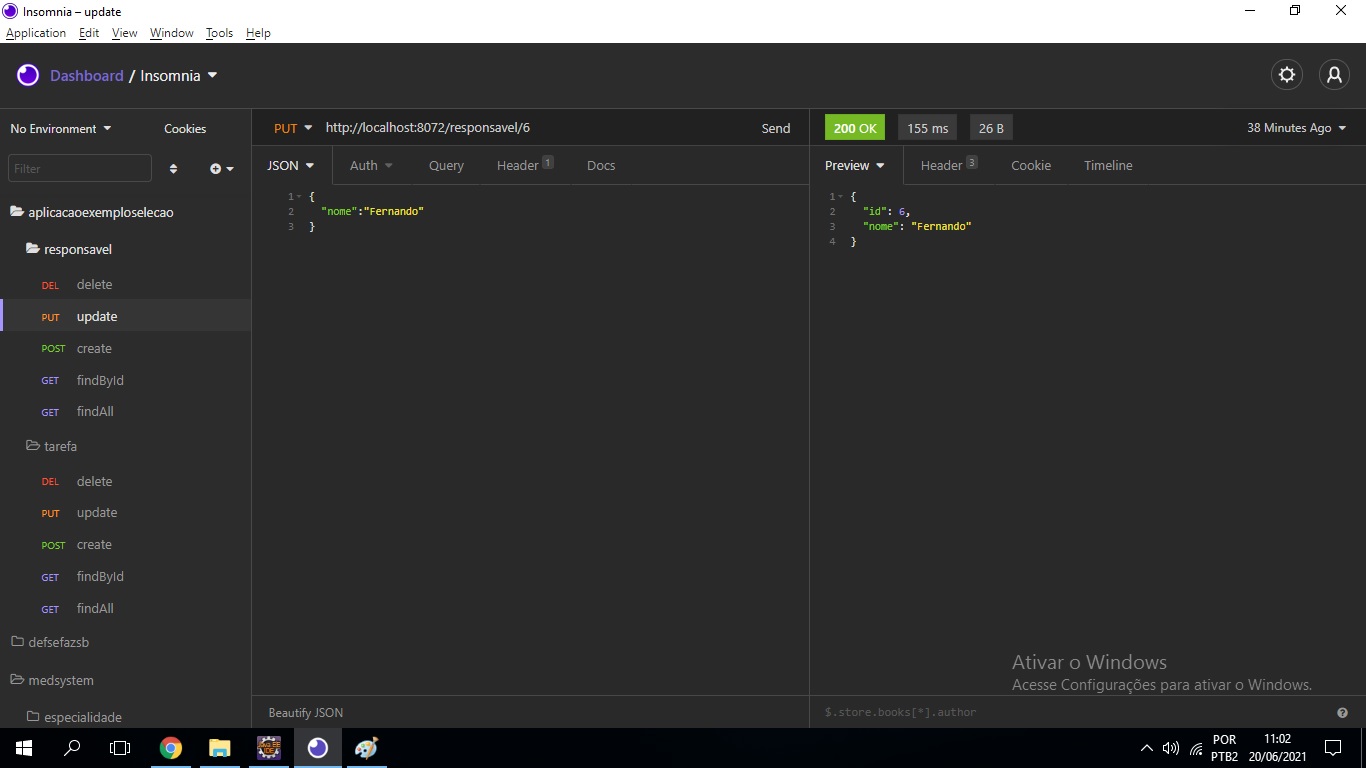 Insomnia – update
Application Edit View Window Tools Help
Dashboard / Insomnia
No Environment Cookies
Filter
aplicacaoexemploselecao
responsavel
DEL delete
PUT update
POST create
GET findById
GET findAll
tarefa
DEL delete
PUT update
POST create
GET findById
GET findAll
defsefazsb
medsystem
especialidade
PUT http://localhost:8072/responsavel/6 Send
JSON Auth Query Header 1 Docs
1 {
2 "nome":"Fernando"
3 }
Beautify JSON
200 OK 155 ms 26 B 38 Minutes Ago
Preview Header 3 Cookie Timeline
1 {
2 "id": 6,
3 "nome": "Fernando"
4 }
Ativar o Windows
Acesse Configurações para ativar o Windows.
$.store.books[*].author
POR 11:02
PTB2 20/06/2021